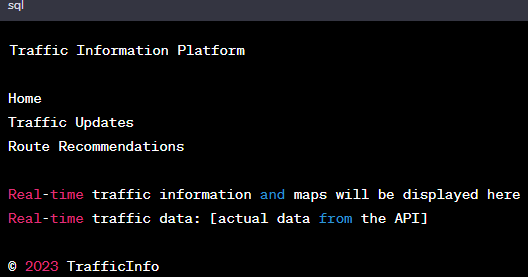 sql
Traffic Information Platform
Home
Traffic Updates
Route Recommendations
Real-time traffic information and maps will be displayed here
Real-time traffic data: [actual data from the API]
© 2023 TrafficInfo